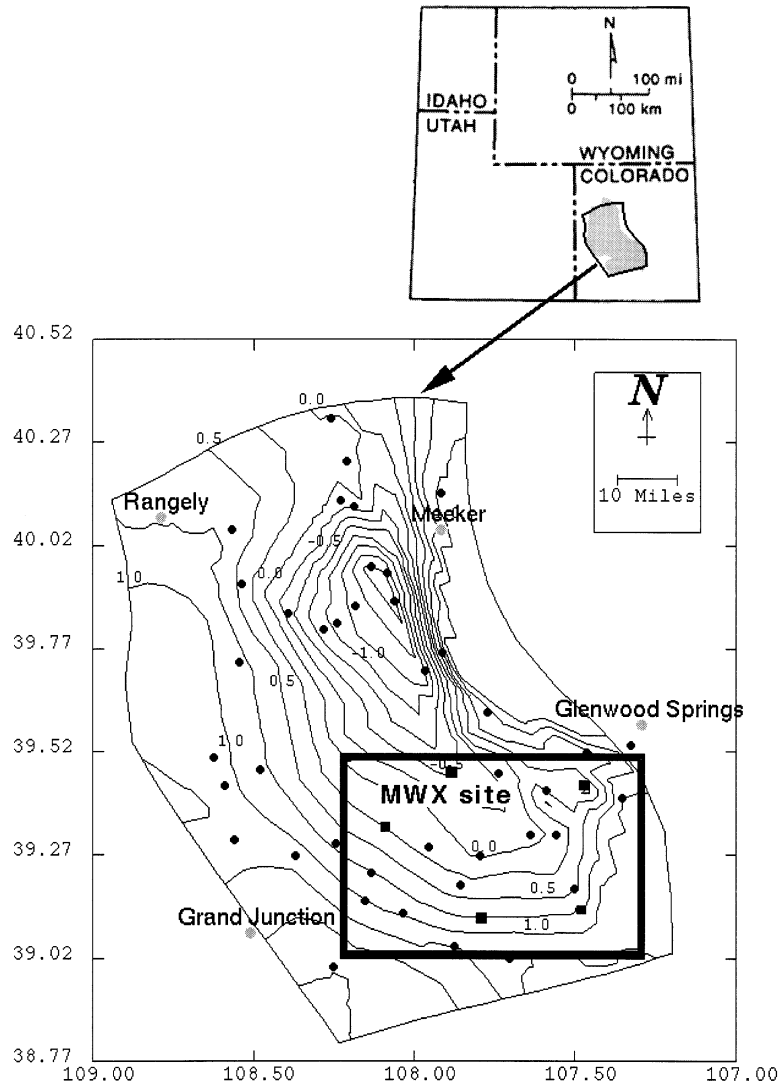 N
0 100 mi
0 100 km
IDAHO
UTAH
WYOMING
COLORADO
40.52
40.27
40.02
39.77
39.52
39.27
39.02
38.77
109.00
108.50
108.00
107.50
107.00
N
10 Miles
0.0
0.5
Rangely
Meeker
-0.5
1.0
0.0
-1.0
0.5
Glenwood Springs
1.0
-0.5
MWX site
0.0
0.5
Grand Junction
1.0